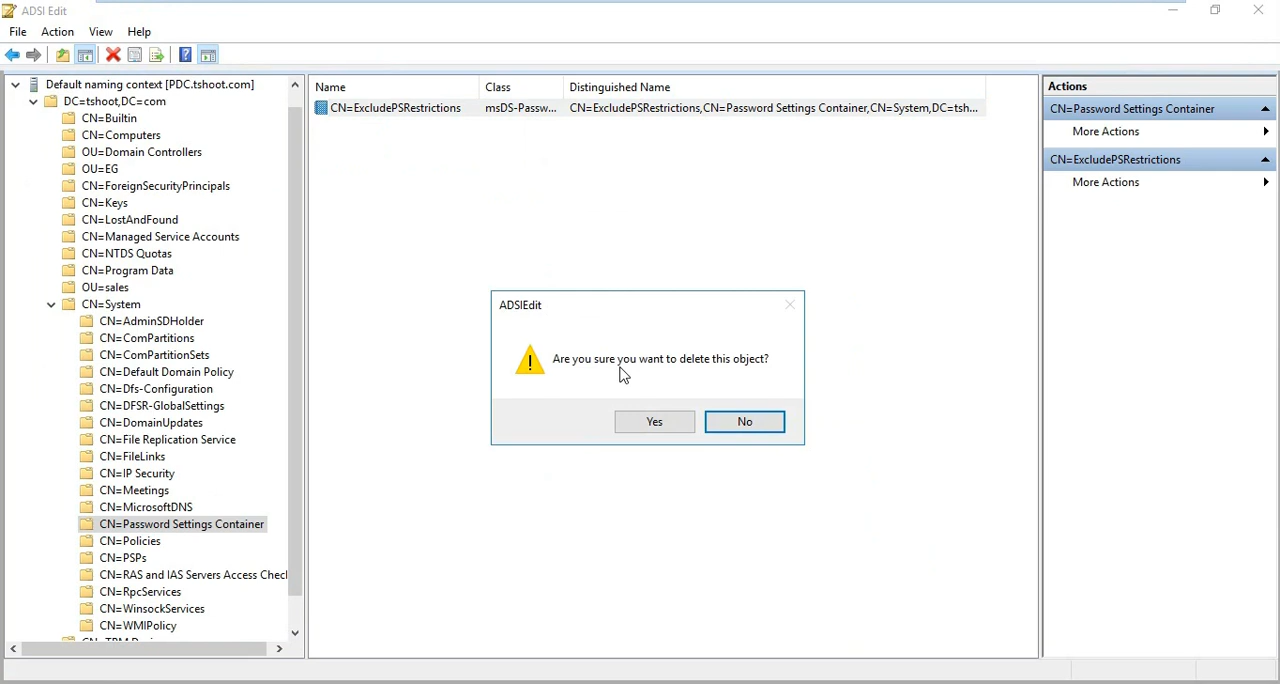 ADSI Edit
File Action View Help
Default naming context [PDC.tshoot.com]
DC=tshoot,DC=com
CN=Builtin
CN=Computers
OU=Domain Controllers
OU=EG
CN=ForeignSecurityPrincipals
CN=Keys
CN=LostAndFound
CN=Managed Service Accounts
CN=NTDS Quotas
CN=Program Data
OU=sales
CN=System
CN=AdminSDHolder
CN=ComPartitions
CN=ComPartitionSets
CN=Default Domain Policy
CN=Dfs-Configuration
CN=DFSR-GlobalSettings
CN=DomainUpdates
CN=File Replication Service
CN=FileLinks
CN=IP Security
CN=Meetings
CN=MicrosoftDNS
CN=Password Settings Container
CN=Policies
CN=PSPs
CN=RAS and IAS Servers Access Checl
CN=RpcServices
CN=WinsockServices
CN=WMIPolicy
Name Class Distinguished Name
CN=ExcludePSRestrictions msDS-Passw... CN=ExcludePSRestrictions,CN=Password Settings Container,CN=System,DC=tsh...
ADSIEdit
Are you sure you want to delete this object?
Yes No
Actions
CN=Password Settings Container
More Actions
CN=ExcludePSRestrictions
More Actions